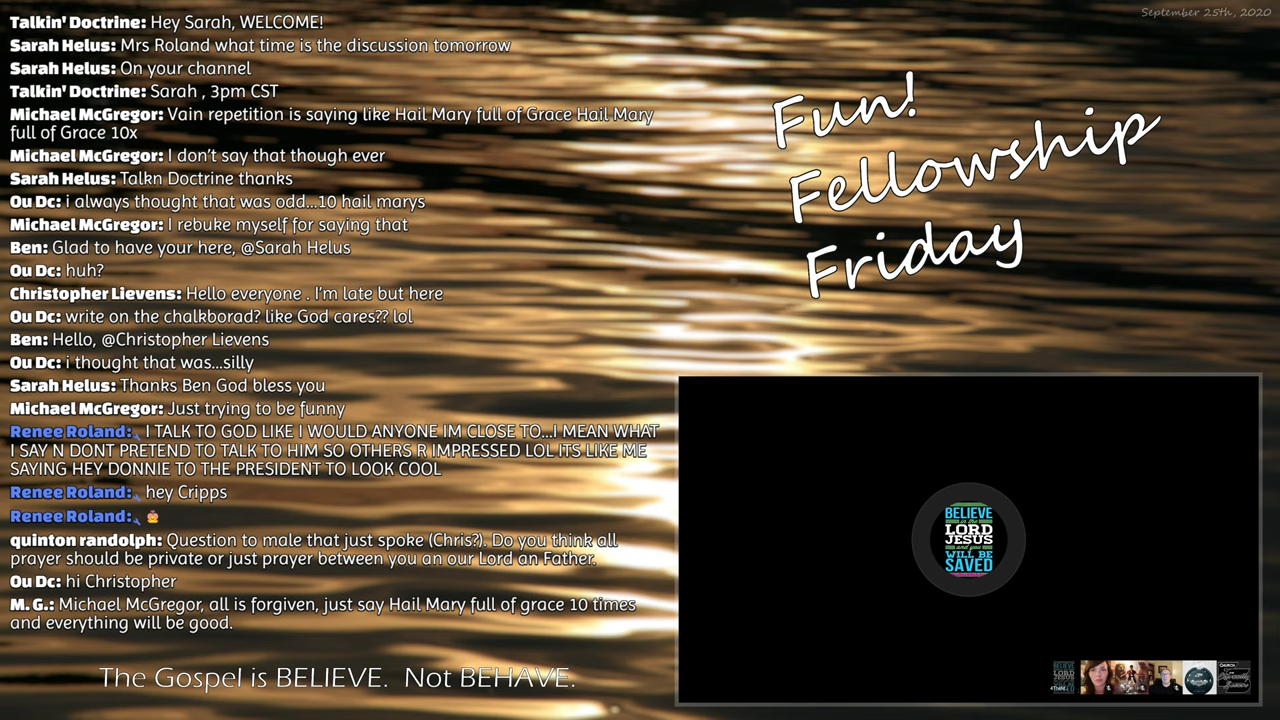 September 25th, 2020
Talkin' Doctrine: Hey Sarah, WELCOME!
Sarah Helus: Mrs Roland what time is the discussion tomorrow
Sarah Helus: On your channel
Talkin' Doctrine: Sarah , 3pm CST
Michael McGregor: Vain repetition is saying like Hail Mary full of Grace Hail Mary
full of Grace 10x
Michael McGregor: I don't say that though ever
Sarah Helus: Talkn Doctrine thanks
Ou Dc: i always thought that was odd...10 hail marys
Michael McGregor: I rebuke myself for saying that
Ben: Glad to have your here, @Sarah Helus
Ou Dc: huh?
Christopher Lievens: Hello everyone . I'm late but here
Ou Dc: write on the chalkborad? like God cares?? lol
Ben: Hello, @Christopher Lievens
Ou Dc: i thought that was...silly
Sarah Helus: Thanks Ben God bless you
Michael McGregor: Just trying to be funny
Renee Roland: I TALK TO GOD LIKE I WOULD ANYONE IM CLOSE TO...I MEAN WHAT
I SAY N DONT PRETEND TO TALK TO HIM SO OTHERS R IMPRESSED LOL ITS LIKE ME
SAYING HEY DONNIE TO THE PRESIDENT TO LOOK COOL
Renee Roland: hey Cripps
Renee Roland:
quinton randolph: Question to male that just spoke (Chris?). Do you think all
prayer should be private or just prayer between you an our Lord an Father.
Ou Dc: hi Christopher
M. G.: Michael McGregor, all is forgiven, just say Hail Mary full of grace 10 times
and everything will be good.
The Gospel is BELIEVE. Not BEHAVE.
Fun!
Fellowship
Friday
BELIEVE
in the
LORD
JESUS
and you
WILL BE
SAVED